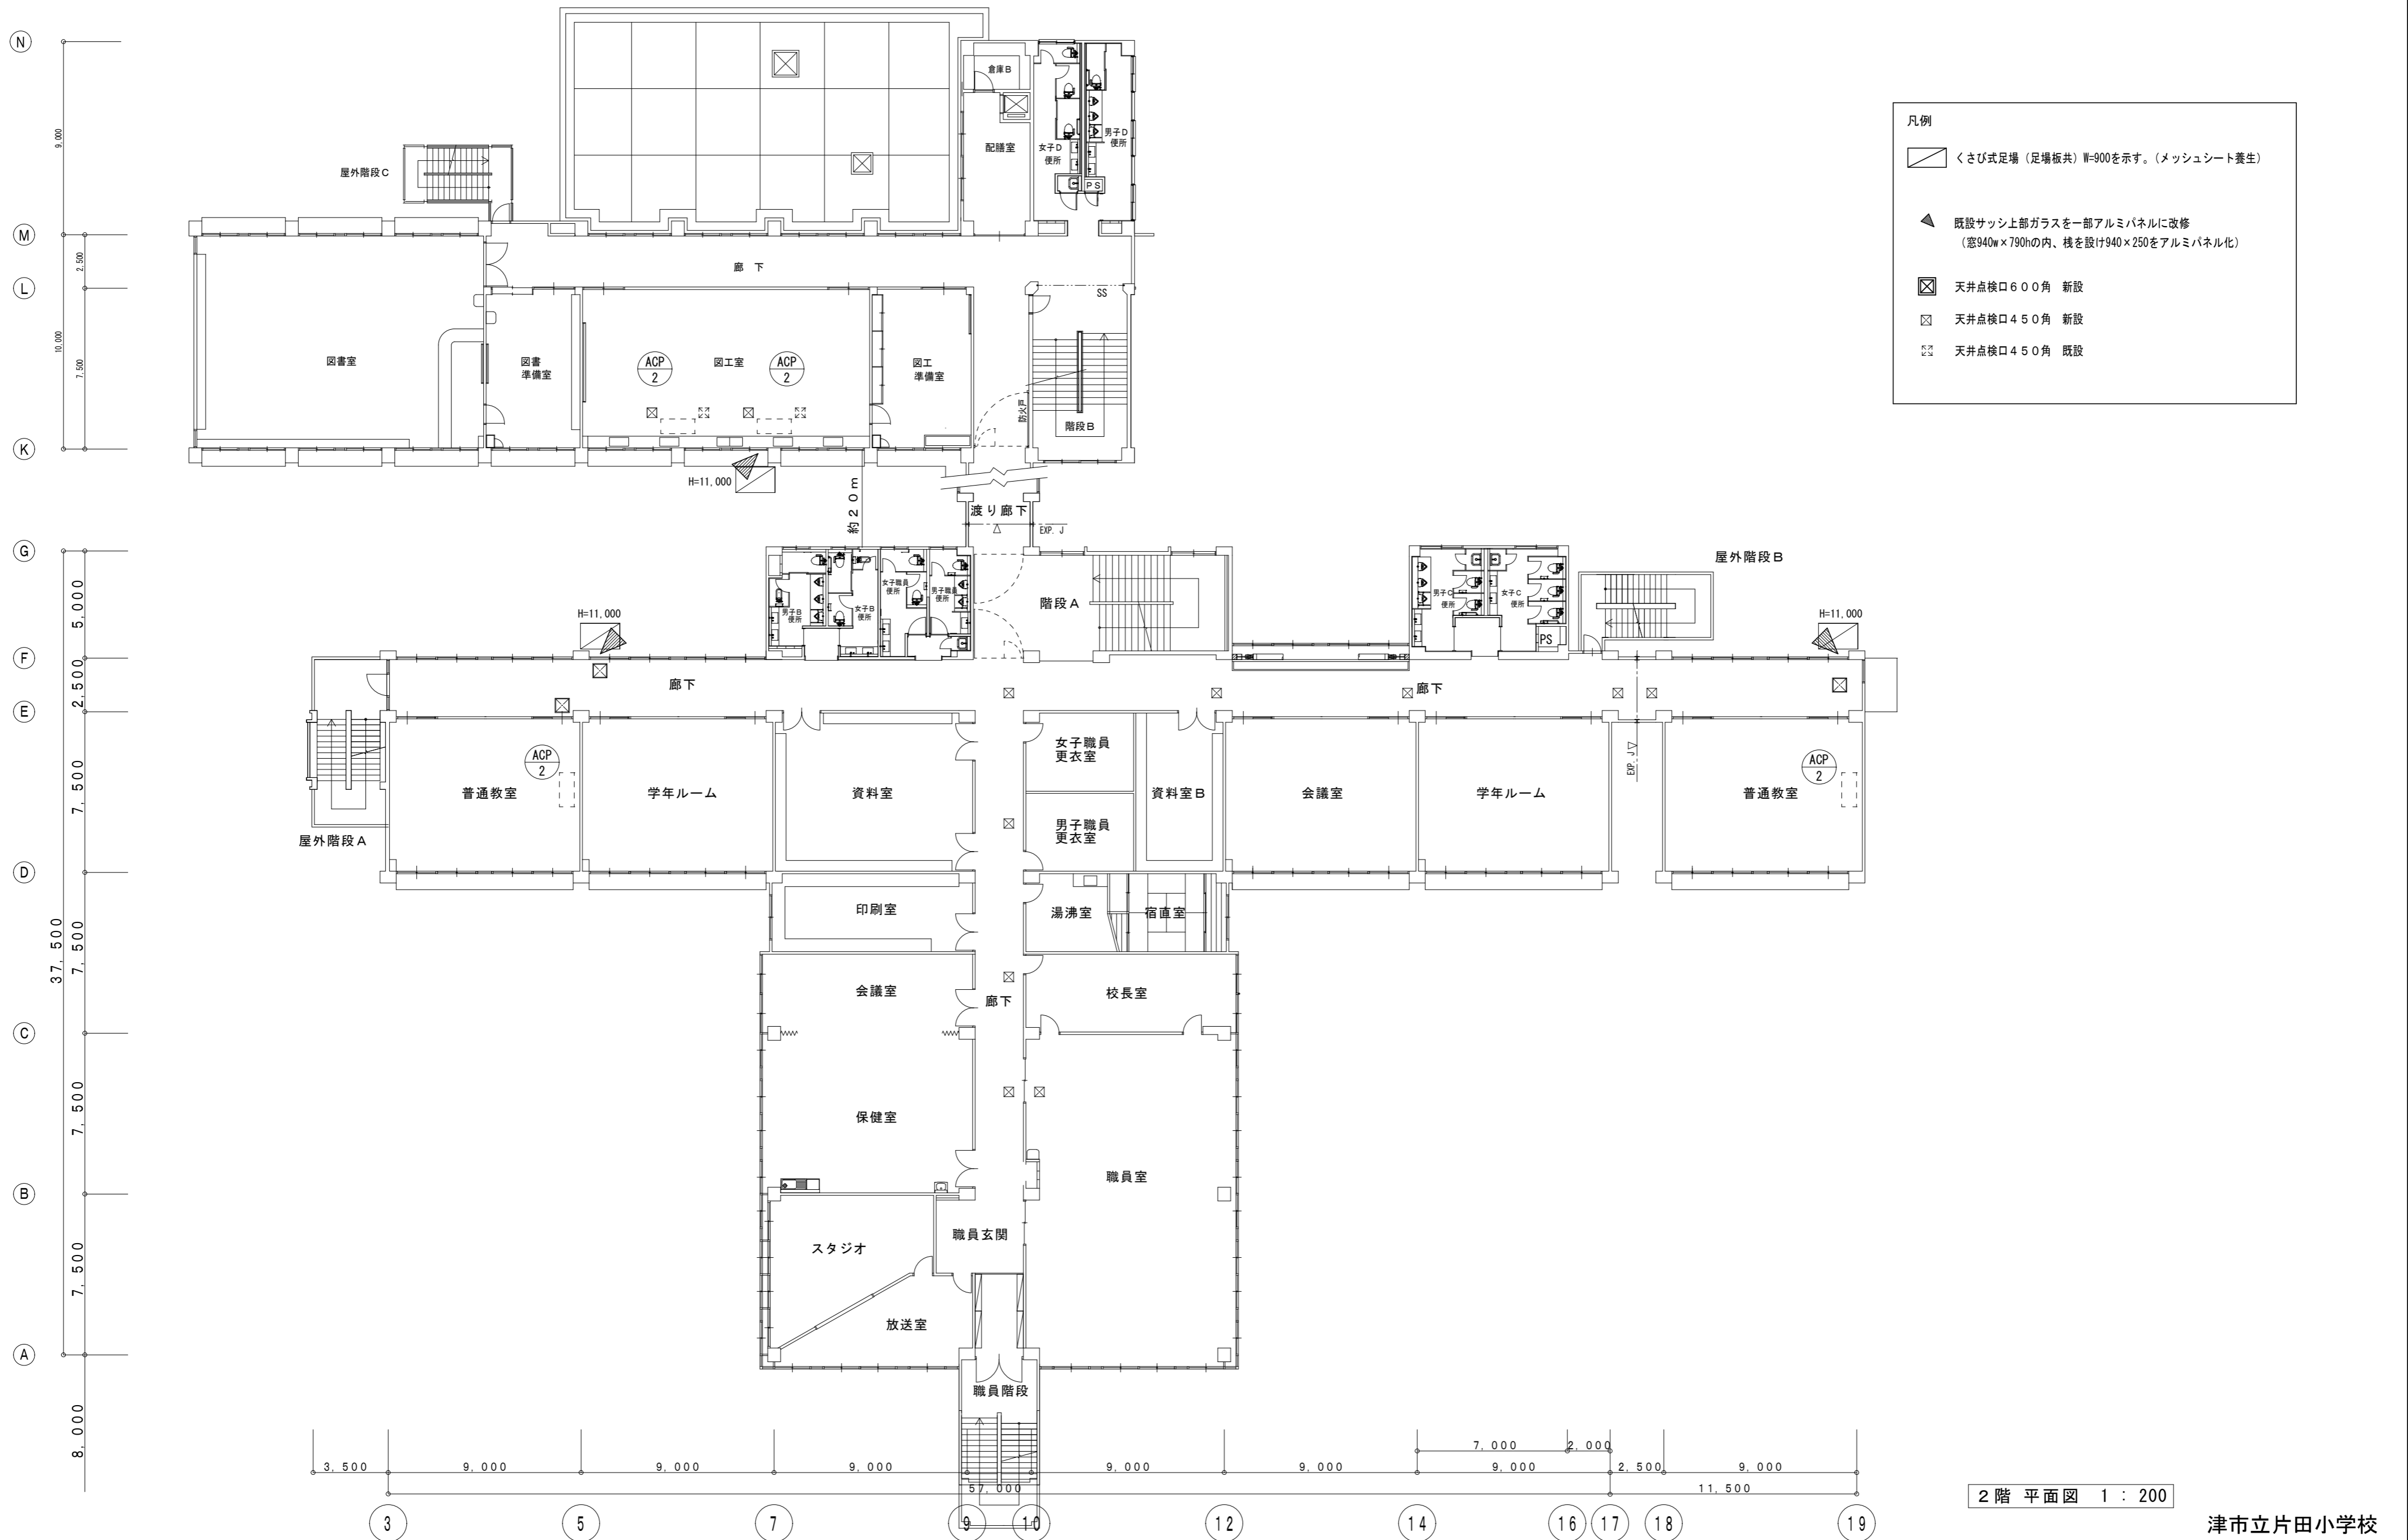 N
倉庫B
9,000
配膳室
女子D
便所
男子D
便所
PS
屋外階段C
M
2,500
廊 下
L
SS
10,000
7,500
図書室
図書
準備室
ACP
2
図工室
ACP
2
図工
準備室
防火戸
階段B
K
H=11,000
約20m
渡り廊下
EXP. J
凡例
くさび式足場(足場板共)W=900を示す。(メッシュシート養生)
既設サッシ上部ガラスを一部アルミパネルに改修
(窓940w×790hの内、桟を設け940×250をアルミパネル化)
天井点検口600角 新設
天井点検口450角 新設
天井点検口450角 既設
G
屋外階段B
5,000
H=11,000
男子B
便所
女子B
便所
女子職員
便所
男子職員
便所
階段A
男子C
便所
女子C
便所
PS
H=11,000
F
2,500
廊下
廊下
E
7,500
ACP
2
普通教室
学年ルーム
資料室
女子職員
更衣室
男子職員
更衣室
資料室B
会議室
学年ルーム
EXP. J
ACP
2
普通教室
屋外階段A
D
37,500
7,500
印刷室
湯沸室
宿直室
会議室
廊下
校長室
C
7,500
保健室
職員室
B
7,500
スタジオ
職員玄関
放送室
A
8,000
職員階段
7,000
2,000
3,500
9,000
9,000
9,000
9,000
9,000
9,000
2,500
9,000
57,000
11,500
3
5
7
9
10
12
14
16
17
18
19
2階 平面図 1 : 200
津市立片田小学校